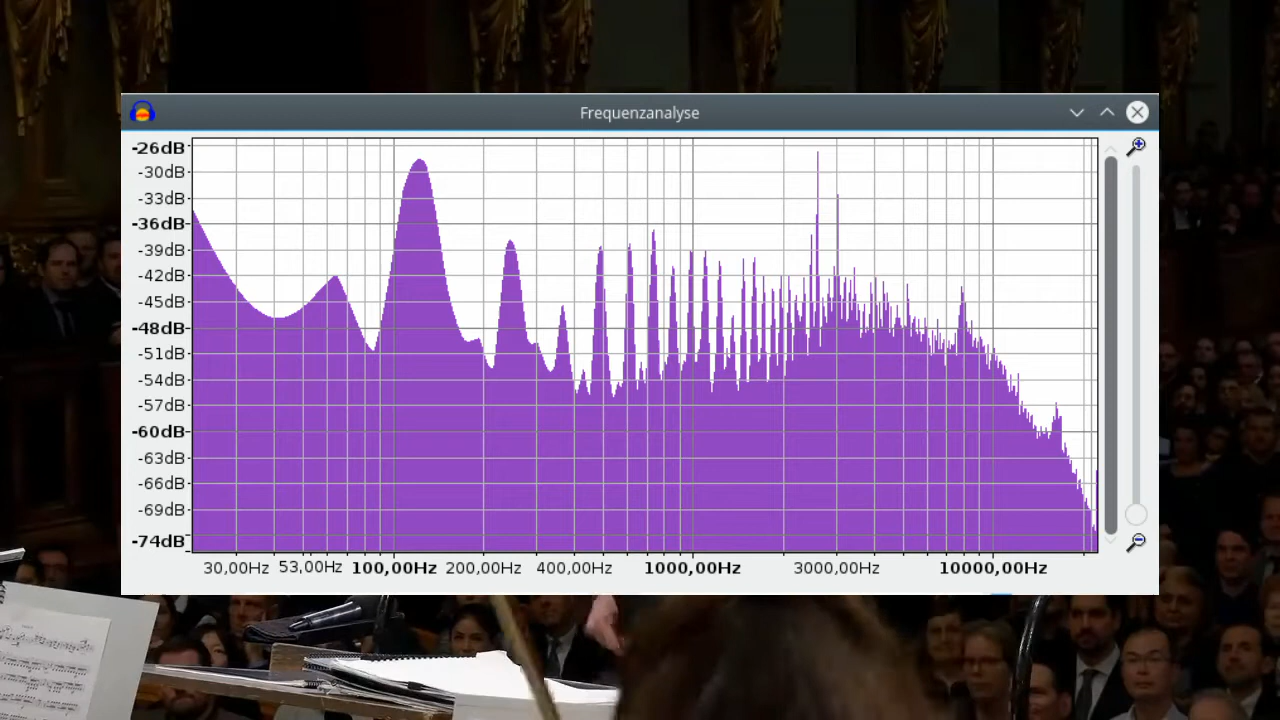 Frequenzanalyse
-26dB
-30dB
-33dB
-36dB
-39dB
-42dB
-45dB
-48dB
-51dB
-54dB
-57dB
-60dB
-63dB
-66dB
-69dB
-74dB
30,00Hz 53,00Hz 100,00Hz 200,00Hz 400,00Hz 1000,00Hz 3000,00Hz 10000,00Hz